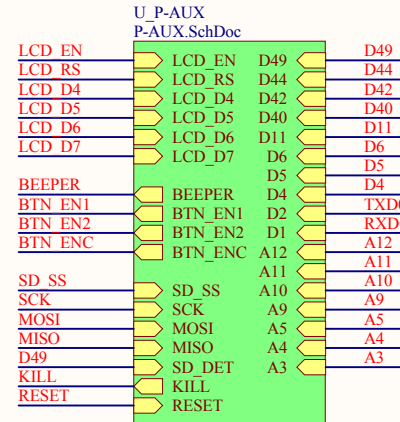 U_P-AUX
P-AUX.SchDoc
LCD_EN LCD_EN D49 D49
LCD_RS LCD_RS D44 D44
LCD_D4 LCD_D4 D42 D42
LCD_D5 LCD_D5 D40 D40
LCD_D6 LCD_D6 D11 D11
LCD_D7 LCD_D7 D6 D6
D5 D5
BEEPER BEEPER D4 D4
BTN_EN1 BTN_EN1 D2 TXD0
BTN_EN2 BTN_EN2 D1 RXD
BTN_ENC BTN_ENC A12 A12
A11 A11
SD_SS SD_SS A10 A10
SCK SCK A9 A9
MOSI MOSI A5 A5
MISO MISO A4 A4
D49 SD_DET A3 A3
KILL KILL
RESET RESET